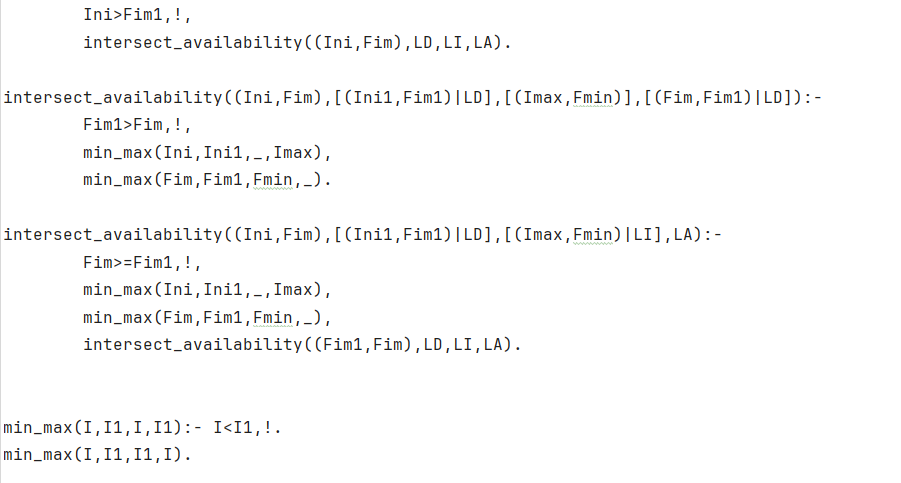 Ini>Fim1,!,
intersect_availability((Ini,Fim),LD,LI,LA).
intersect_availability((Ini,Fim),[(Ini1,Fim1)|LD],[(Imax,Fmin)],[(Fim,Fim1)|LD]):-
Fim1>Fim,!,
min_max(Ini,Ini1,_,Imax),
min_max(Fim,Fim1,Fmin,_).
intersect_availability((Ini,Fim),[(Ini1,Fim1)|LD],[(Imax,Fmin)|LI],LA):-
Fim>=Fim1,!,
min_max(Ini,Ini1,_,Imax),
min_max(Fim,Fim1,Fmin,_),
intersect_availability((Fim1,Fim),LD,LI,LA).
min_max(I,I1,I,I1):- I<I1,!.
min_max(I,I1,I1,I).